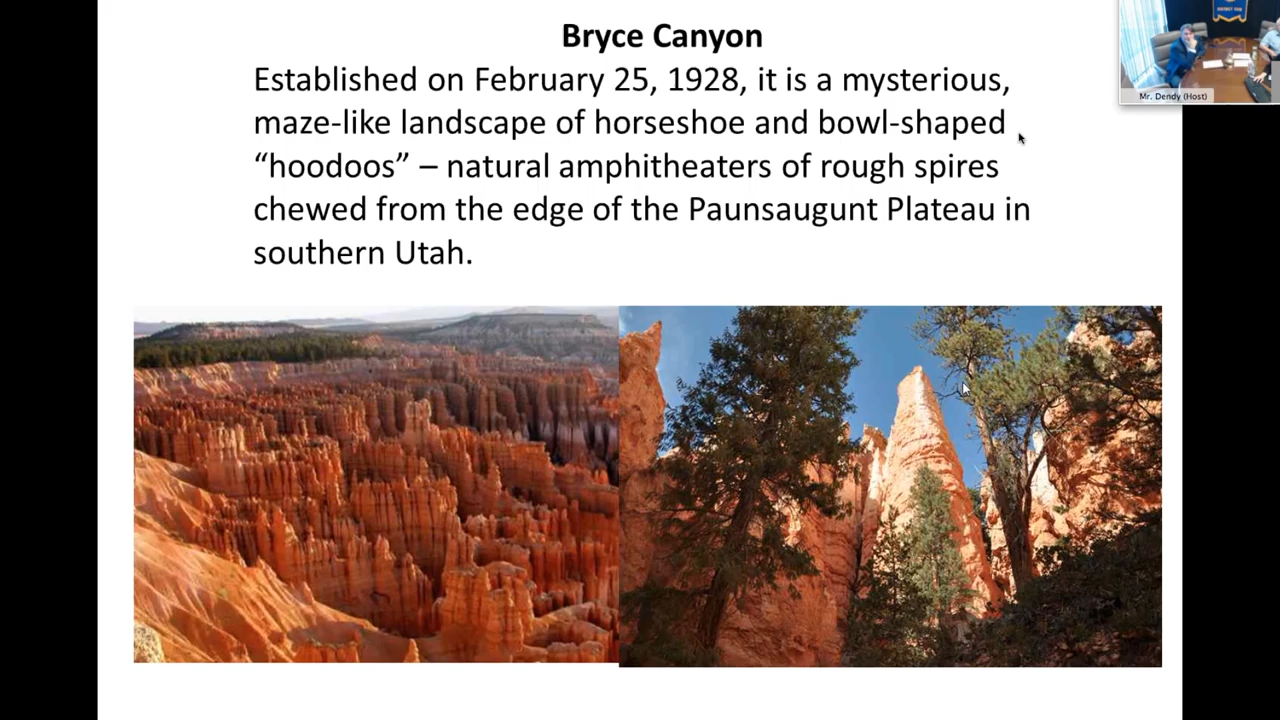 Bryce Canyon
Established on February 25, 1928, it is a mysterious,
maze-like landscape of horseshoe and bowl-shaped
“hoodoos” – natural amphitheaters of rough spires
chewed from the edge of the Paunsaugunt Plateau in
southern Utah.
Mr. Dendy (Host)